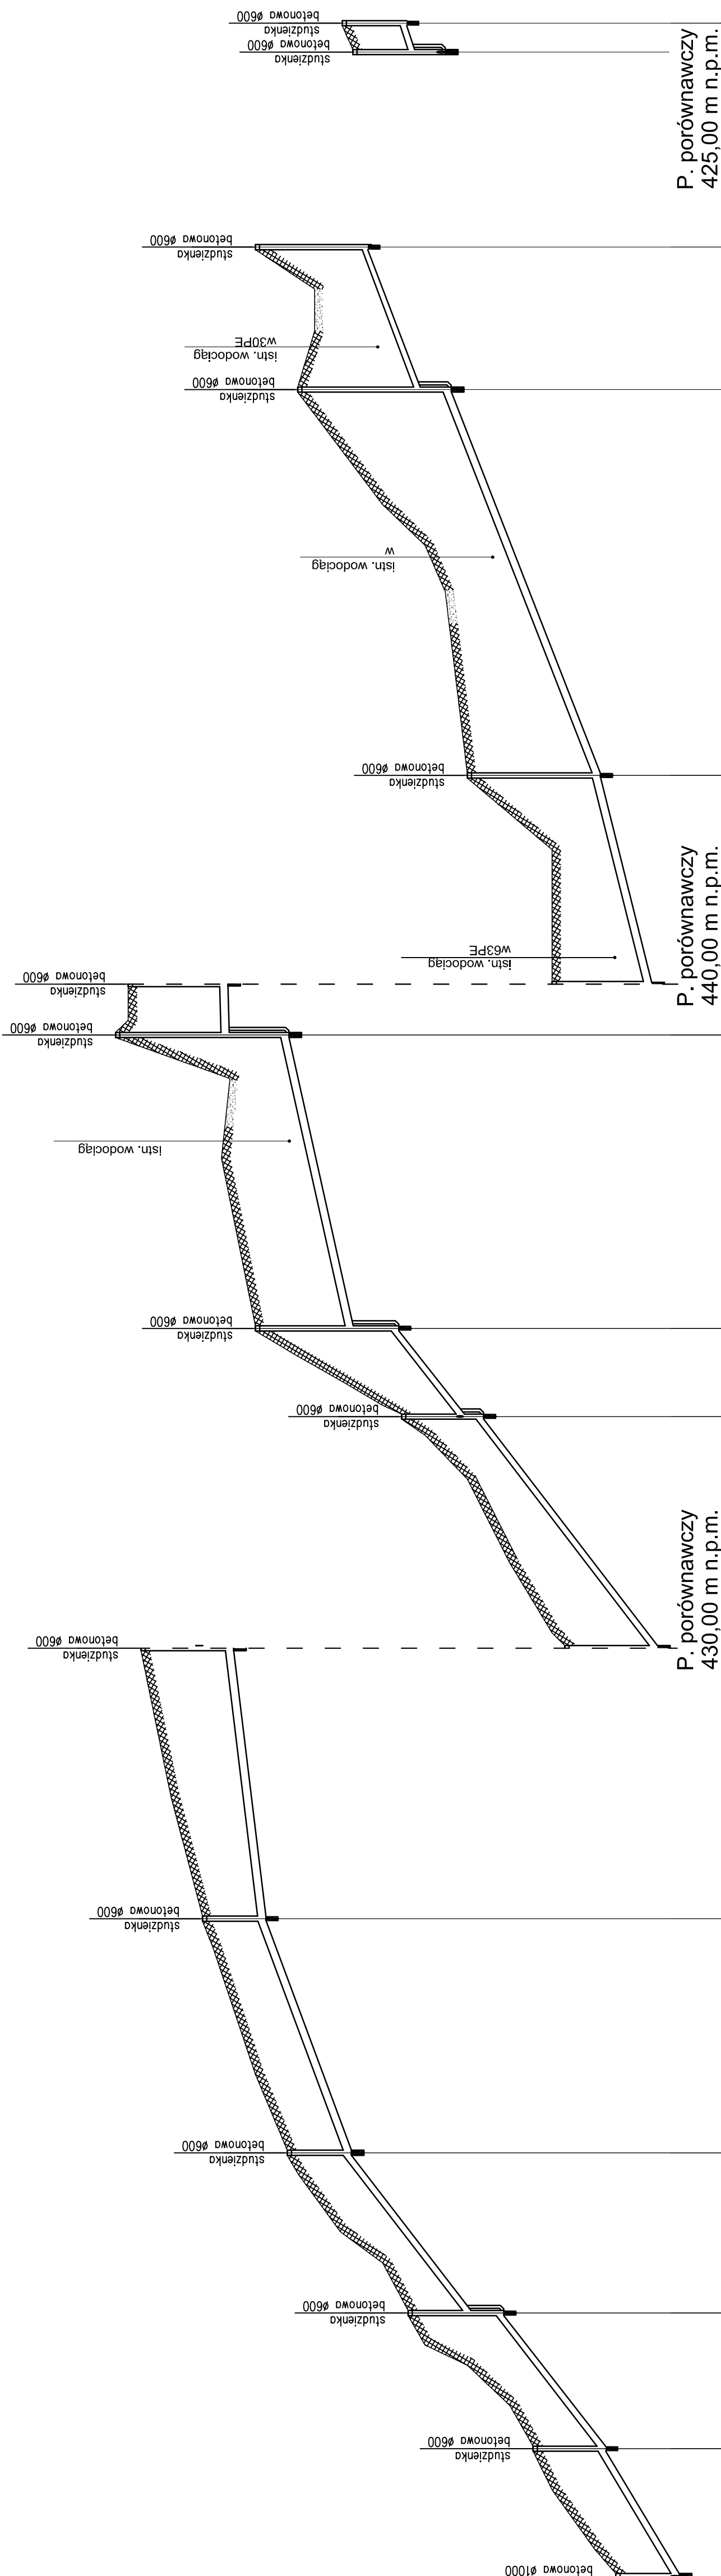 studzienka
betonowa ø600
studzienka
betonowa ø600
P. porównawczy
425,00 m n.p.m.
studzienka
betonowa ø600
istn. wodociąg
w30PE
studzienka
betonowa ø600
istn. wodociąg
w
studzienka
betonowa ø600
P. porównawczy
440,00 m n.p.m.
istn. wodociąg
w63PE
studzienka
betonowa ø600
studzienka
betonowa ø600
istn. wodociąg
studzienka
betonowa ø600
studzienka
betonowa ø600
P. porównawczy
430,00 m n.p.m.
studzienka
betonowa ø600
studzienka
betonowa ø600
studzienka
betonowa ø600
studzienka
betonowa ø600
studzienka
betonowa ø600
betonowa ø1000